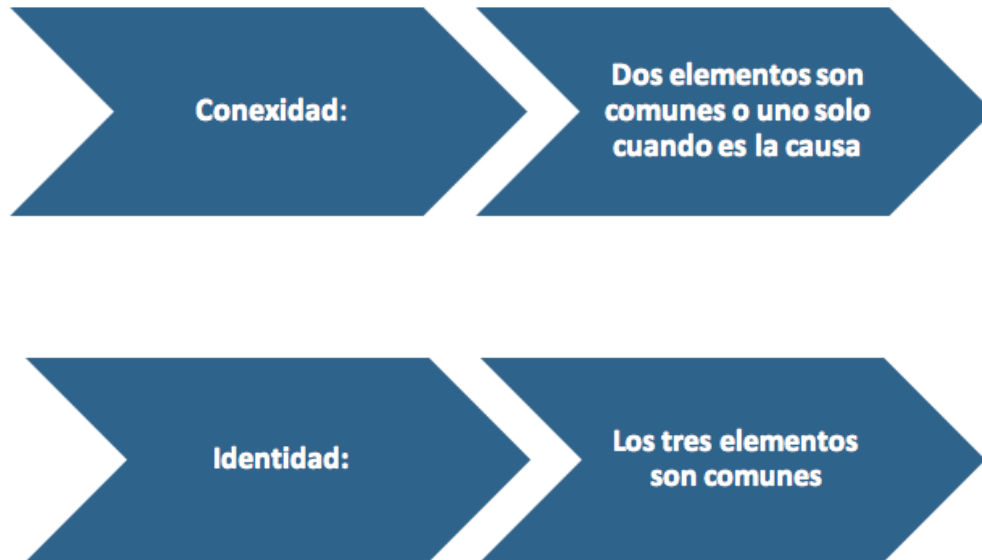 Conexidad:
Dos elementos son
comunes o uno solo
cuando es la causa
Identidad:
Los tres elementos
son comunes